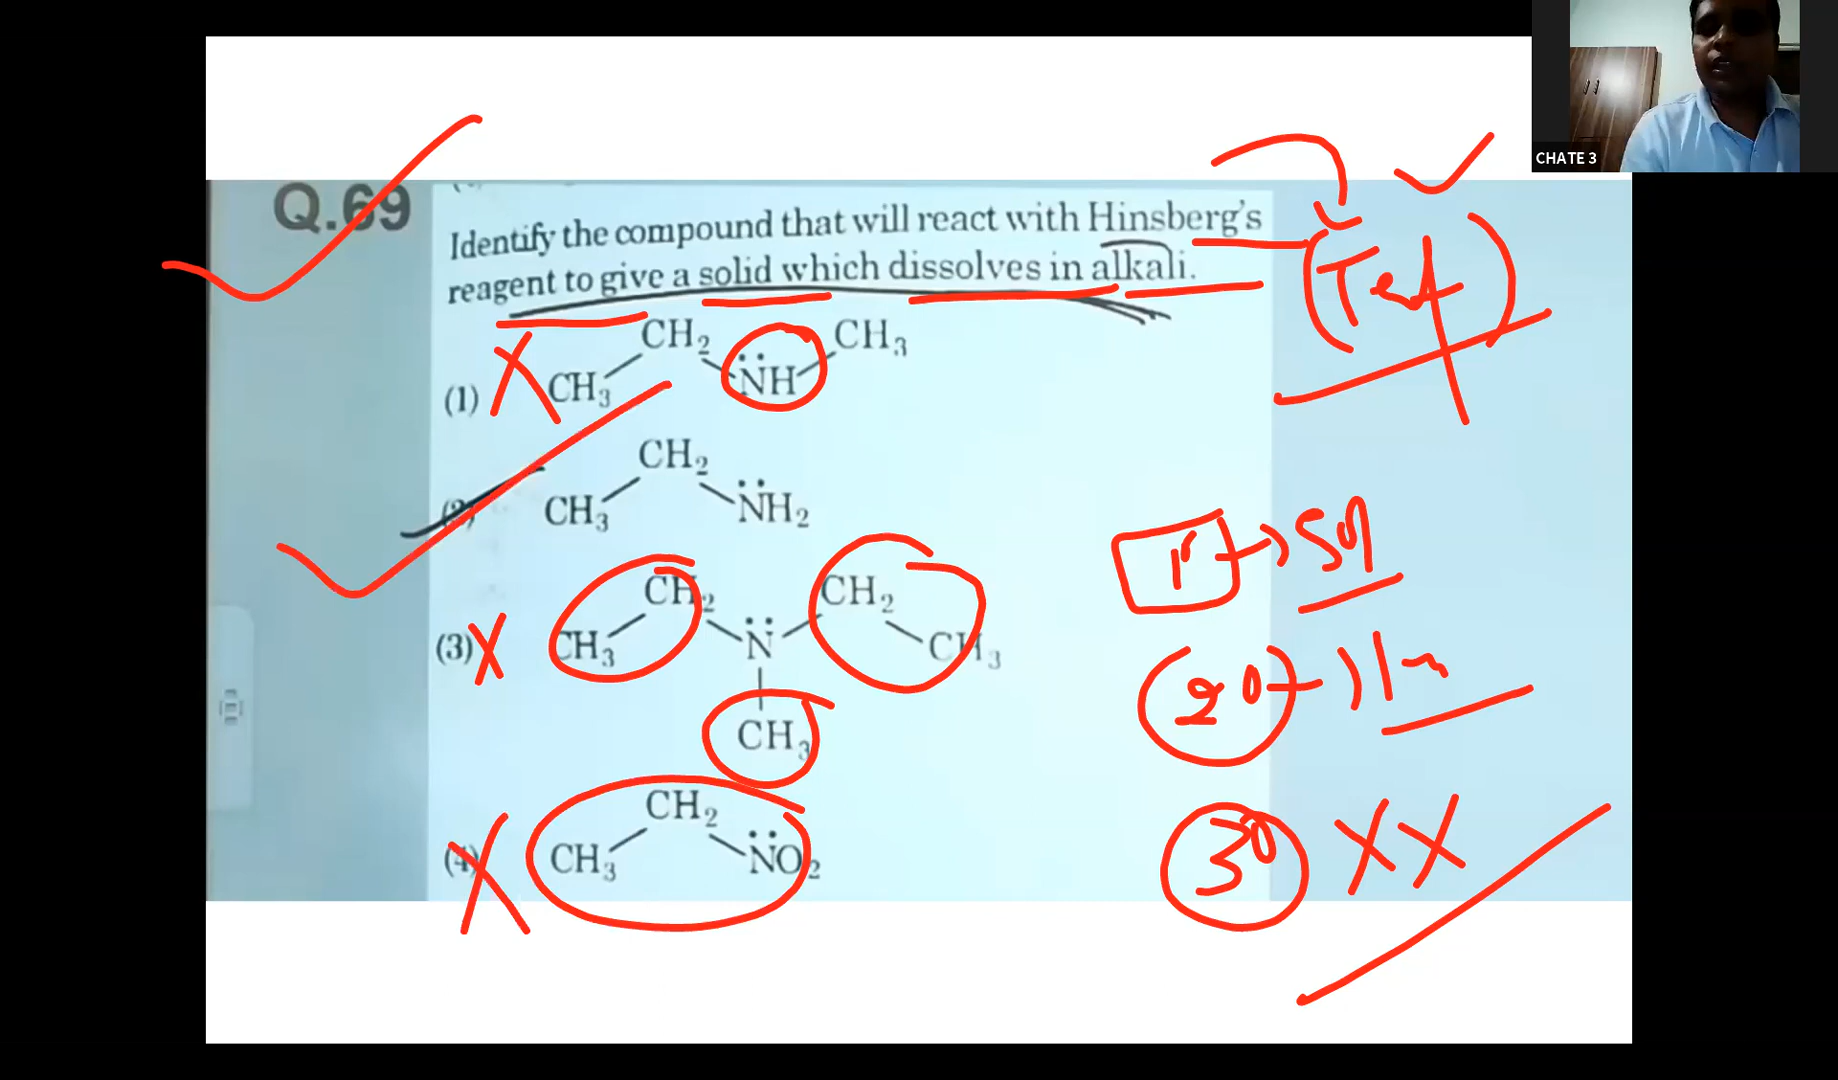 CHATE 3
Q.69
Identify the compound that will react with Hinsberg's
reagent to give a solid which dissolves in alkali.
(1) CH3 CH2 NH CH3
(2) CH3 CH2 NH2
(3) CH3 CH2 N CH2 CH3
CH3
(4) CH3 CH2 NO2
(Test)
1° → Sol
2° →
3° X X